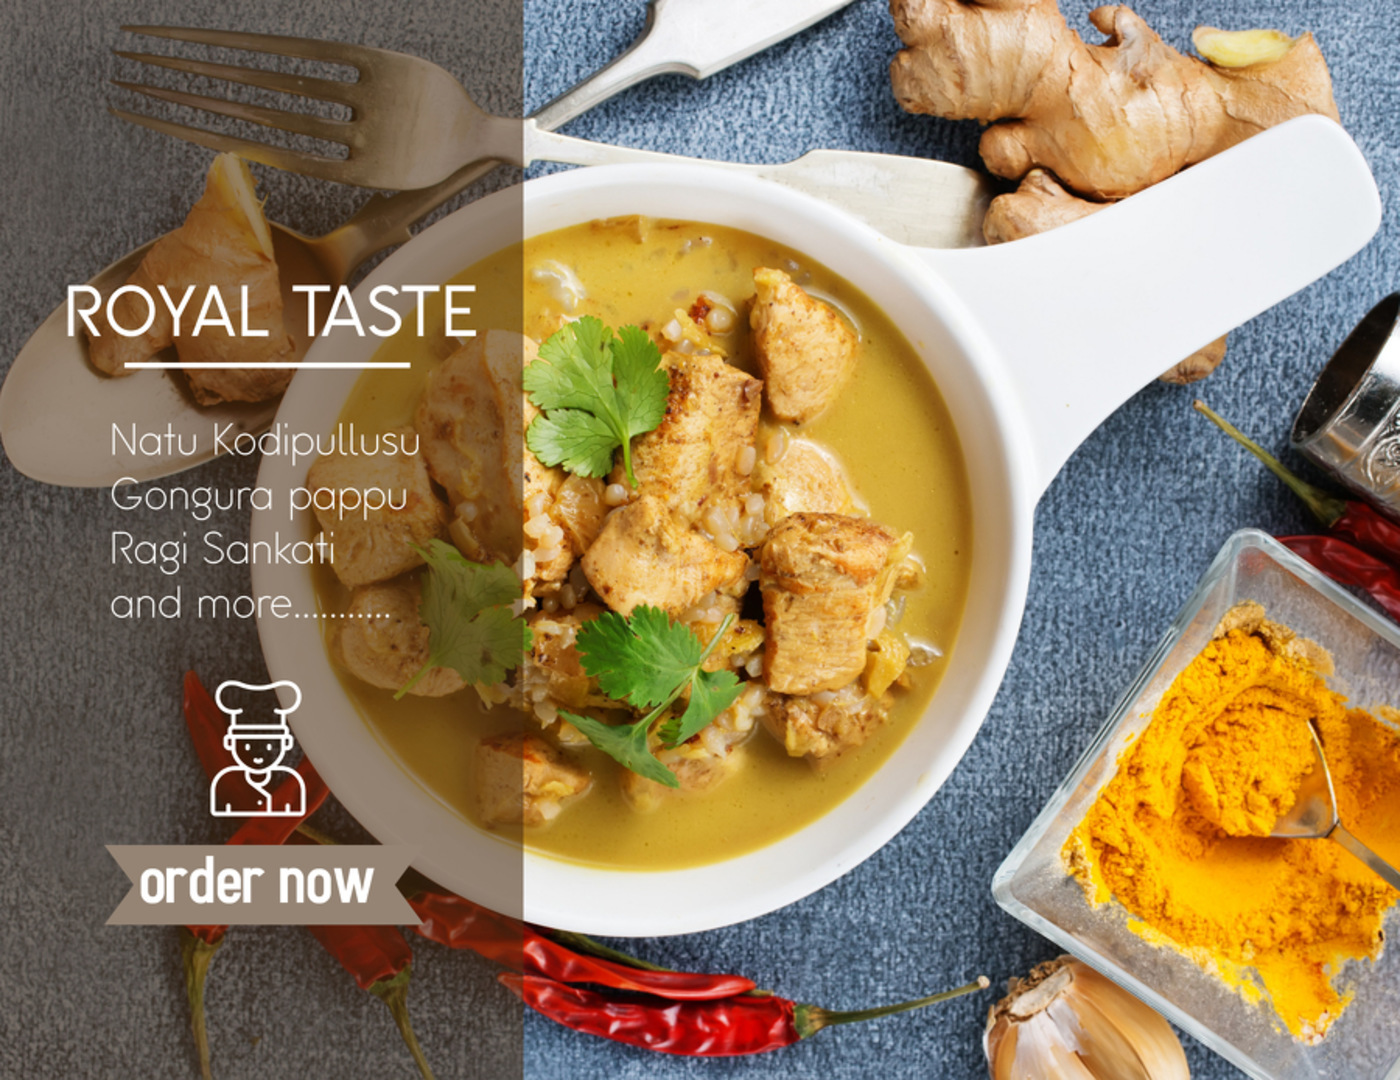 ROYAL TASTE
Natu Kodipullusu
Gongura pappu
Ragi Sankati
and more...........
order now